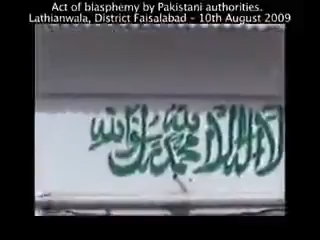 Act of blasphemy by Pakistani authorities.
Lathianwala, District Faisalabad - 10th August 2009
لا اله الا الله محمد رسول الله